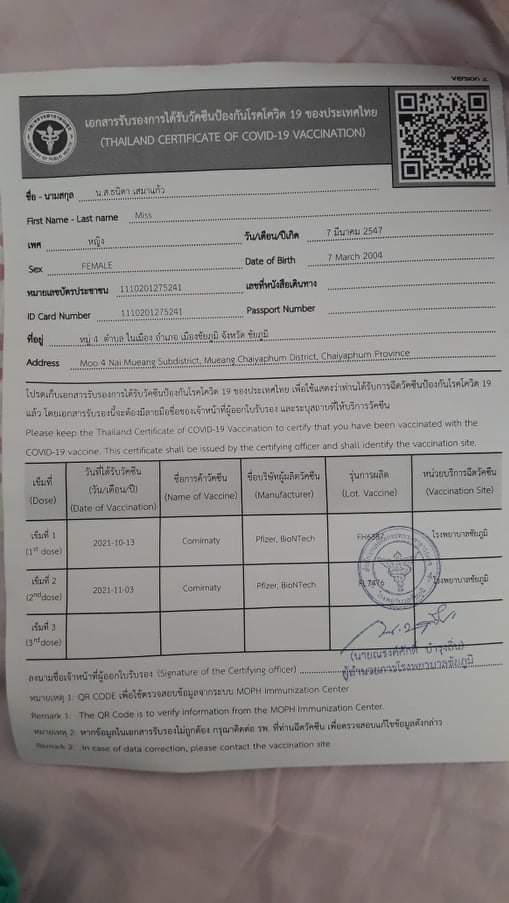 Version 2
เอกสารรับรองการได้รับวัคซีนป้องกันโรคโควิด 19 ของประเทศไทย
(THAILAND CERTIFICATE OF COVID-19 VACCINATION)
ชื่อ - นามสกุล น.ส.ธนิดา เสมาแก้ว
First Name - Last name Miss
เพศ หญิง วัน/เดือน/ปีเกิด 7 มีนาคม 2547
Sex FEMALE Date of Birth 7 March 2004
หมายเลขบัตรประชาชน 1110201275241 เลขที่หนังสือเดินทาง
ID Card Number 1110201275241 Passport Number
ที่อยู่ หมู่ 4 ตำบล ในเมือง อำเภอ เมืองชัยภูมิ จังหวัด ชัยภูมิ
Address Moo 4 Nai Mueang Subdistrict, Mueang Chaiyaphum District, Chaiyaphum Province
โปรดเก็บเอกสารรับรองการได้รับวัคซีนป้องกันโรคโควิด 19 ของประเทศไทย เพื่อใช้แสดงว่าท่านได้รับการฉีดวัคซีนป้องกันโรคโควิด 19
แล้ว โดยเอกสารรับรองนี้จะต้องมีลายมือชื่อของเจ้าหน้าที่ผู้ออกใบรับรอง และระบุสถานที่ให้บริการวัคซีน
Please keep the Thailand Certificate of COVID-19 Vaccination to certify that you have been vaccinated with the
COVID-19 vaccine. This certificate shall be issued by the certifying officer and shall identify the vaccination site.
เข็มที่ (Dose) วันที่ได้รับวัคซีน (วัน/เดือน/ปี) (Date of Vaccination) ชื่อการค้าวัคซีน (Name of Vaccine) ชื่อบริษัทผู้ผลิตวัคซีน (Manufacturer) รุ่นการผลิต (Lot. Vaccine) หน่วยบริการฉีดวัคซีน (Vaccination Site)
เข็มที่ 1 (1st dose) 2021-10-13 Comirnaty Pfizer, BioNTech โรงพยาบาลชัยภูมิ
เข็มที่ 2 (2nd dose) 2021-11-03 Comirnaty Pfizer, BioNTech โรงพยาบาลชัยภูมิ
เข็มที่ 3 (3rd dose)
ลงนามชื่อเจ้าหน้าที่ผู้ออกใบรับรอง (Signature of the Certifying officer)
(นายณรงค์ศักดิ์ บำรุงถิ่น)
ผู้อำนวยการโรงพยาบาลชัยภูมิ
หมายเหตุ 1: QR CODE เพื่อใช้ตรวจสอบข้อมูลจากระบบ MOPH Immunization Center
Remark 1: The QR Code is to verify information from the MOPH Immunization Center.
หมายเหตุ 2: หากข้อมูลในเอกสารรับรองไม่ถูกต้อง กรุณาติดต่อ รพ. ที่ท่านฉีดวัคซีน เพื่อตรวจสอบแก้ไขข้อมูลดังกล่าว
Remark 2: In case of data correction, please contact the vaccination site